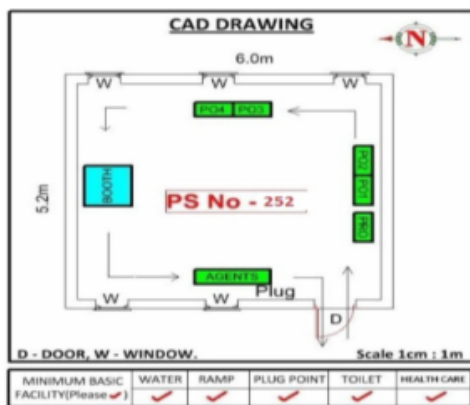 CAD DRAWING
N
6.0m
W W W
PO4 PO3
5.2m
BOOTH
PO2
PO1
PRO
PS No - 252
AGENTS
Plug
W W
D
D - DOOR, W - WINDOW. Scale 1cm : 1m
MINIMUM BASIC FACILITY(Please ✓) WATER RAMP PLUG POINT TOILET HEALTH CARE
✓ ✓ ✓ ✓ ✓